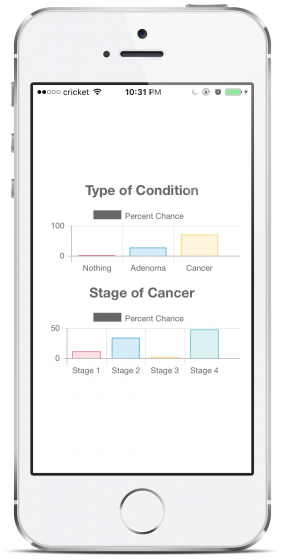 cricket 10:31 PM
Type of Condition
Percent Chance
100
0
Nothing Adenoma Cancer
Stage of Cancer
Percent Chance
50
0
Stage 1 Stage 2 Stage 3 Stage 4